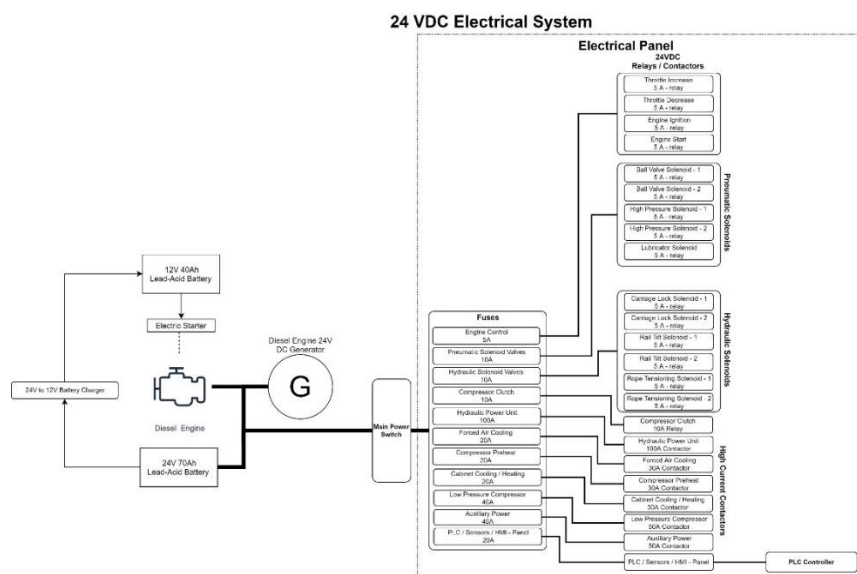 24 VDC Electrical System
Electrical Panel
24VDC
Relays / Contactors
Throttle Increase
5 A - relay
Throttle Decrease
5 A - relay
Engine Ignition
5 A - relay
Engine Start
5 A - relay
Pneumatic Solenoids
Ball Valve Solenoid - 1
5 A - relay
Ball Valve Solenoid - 2
5 A - relay
High Pressure Solenoid - 1
5 A - relay
High Pressure Solenoid - 2
5 A - relay
Lubricator Solenoid
5 A - relay
Hydraulic Solenoids
Carriage Lock Solenoid - 1
5 A - relay
Carriage Lock Solenoid - 2
5 A - relay
Rail Tilt Solenoid - 1
5 A - relay
Rail Tilt Solenoid - 2
5 A - relay
Rope Tensioning Solenoid - 1
5 A - relay
Rope Tensioning Solenoid - 2
5 A - relay
High Current Contactors
Compressor Clutch
10A Relay
Hydraulic Power Unit
100A Contactor
Forced Air Cooling
30A Contactor
Compressor Preheat
30A Contactor
Cabinet Cooling / Heating
30A Contactor
Low Pressure Compressor
50A Contactor
Auxiliary Power
50A Contactor
PLC / Sensors / HMI - Panel
PLC Controller
Fuses
Engine Control
5A
Pneumatic Solenoid Valves
10A
Hydraulic Solenoid Valves
10A
Compressor Clutch
10A
Hydraulic Power Unit
100A
Forced Air Cooling
20A
Compressor Preheat
20A
Cabinet Cooling / Heating
20A
Low Pressure Compressor
40A
Auxiliary Power
40A
PLC / Sensors / HMI - Panel
20A
Main Power
Switch
12V 40Ah
Lead-Acid Battery
Electric Starter
Diesel Engine 24V
DC Generator
G
24V to 12V Battery Charger
Diesel Engine
24V 70Ah
Lead-Acid Battery